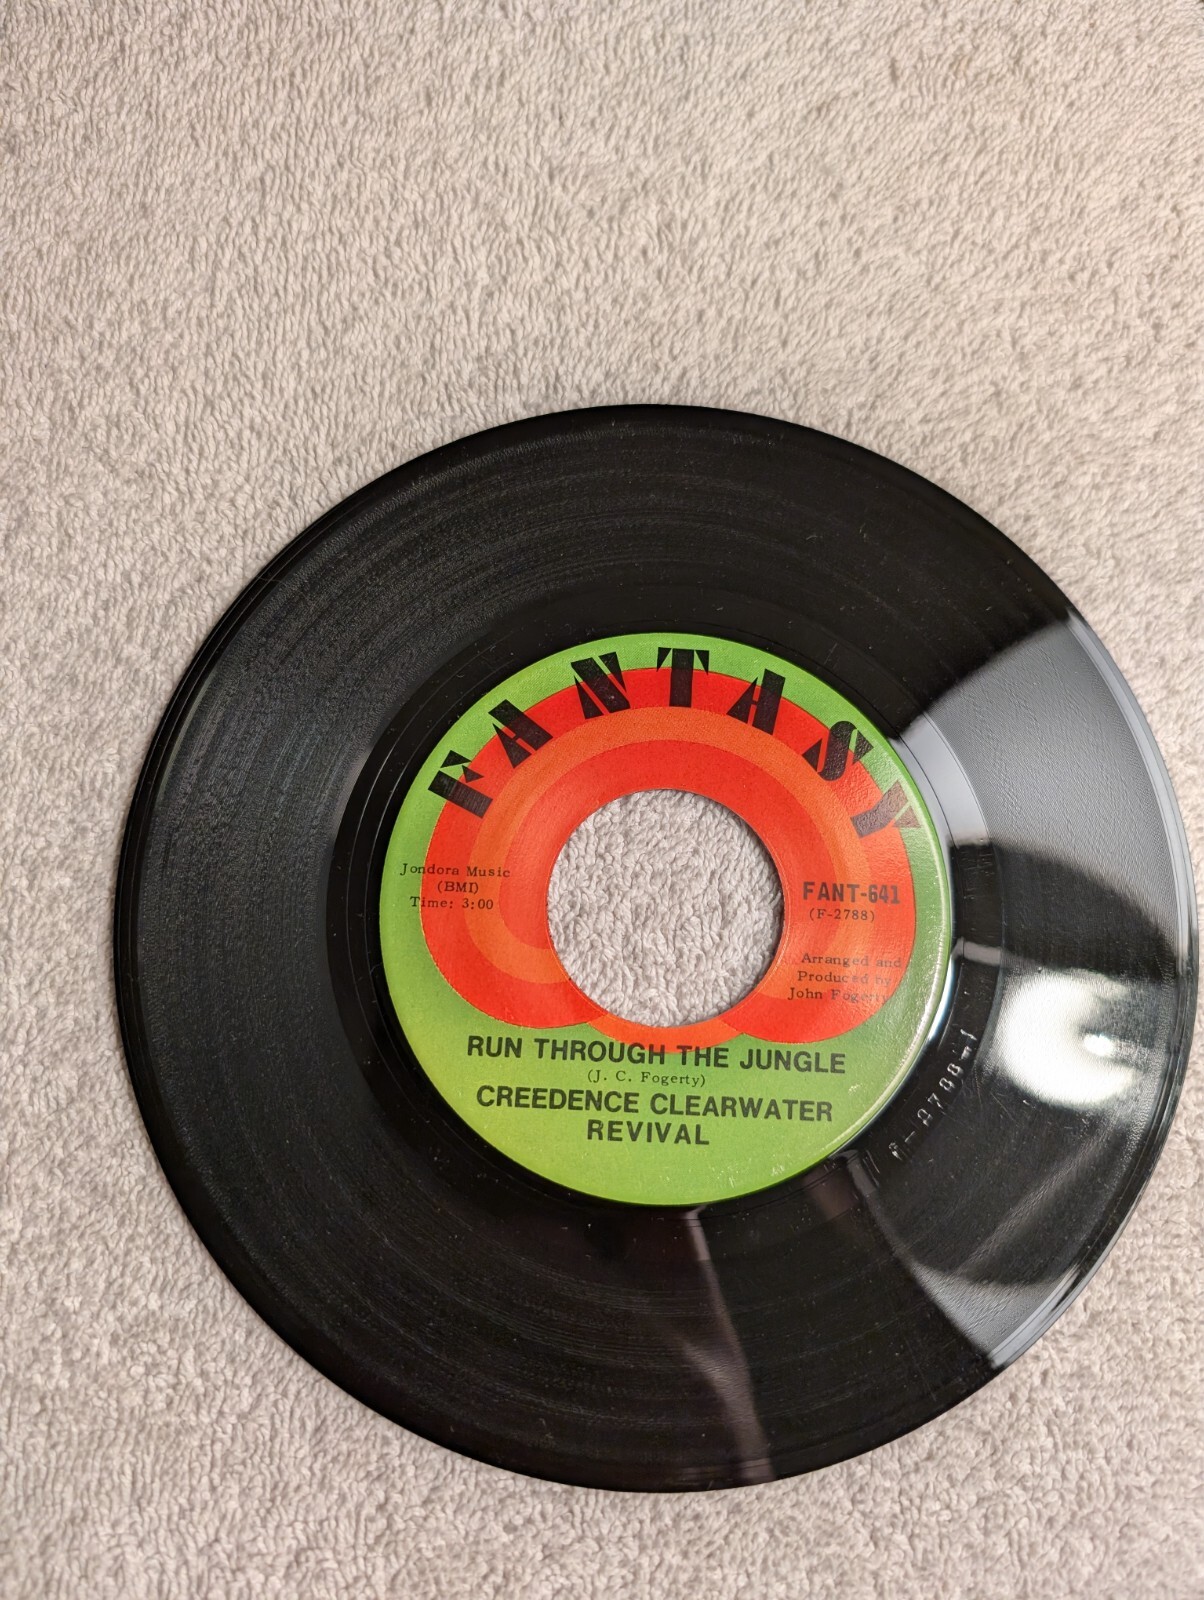 FANTASY
Jondora Music
(BMI)
Time: 3:00
FANT-641
(F-2788)
Arranged and
Produced by
John Fogerty
RUN THROUGH THE JUNGLE
(J. C. Fogerty)
CREEDENCE CLEARWATER
REVIVAL